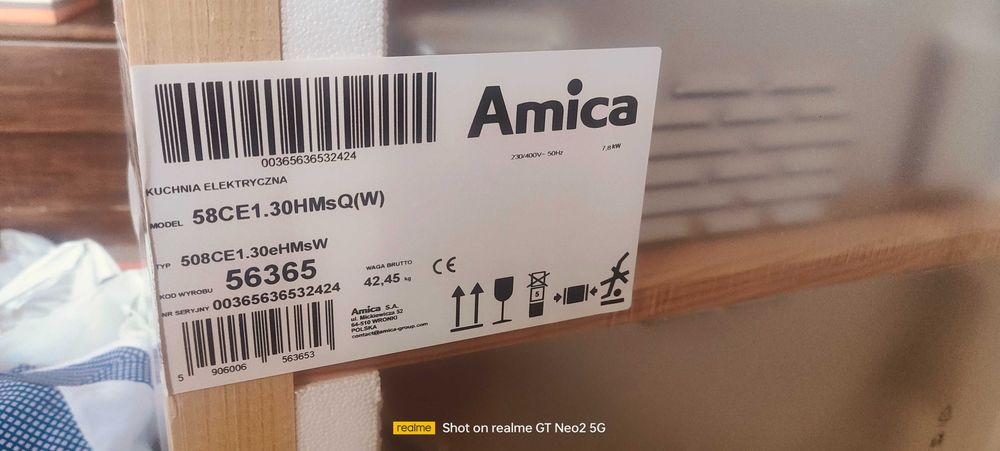 00365636532424
Amica
230/400V~ 50Hz 7,8 kW
KUCHNIA ELEKTRYCZNA
MODEL 58CE1.30HMsQ(W)
TYP 508CE1.30eHMsW
KOD WYROBU 56365
WAGA BRUTTO
42,45 kg
CE
NR SERYJNY 00365636532424
Amica S.A.
ul. Mickiewicza 52
64-510 WRONKI
POLSKA
contact@amica-group.com
5
5 906006 563653
realme Shot on realme GT Neo2 5G